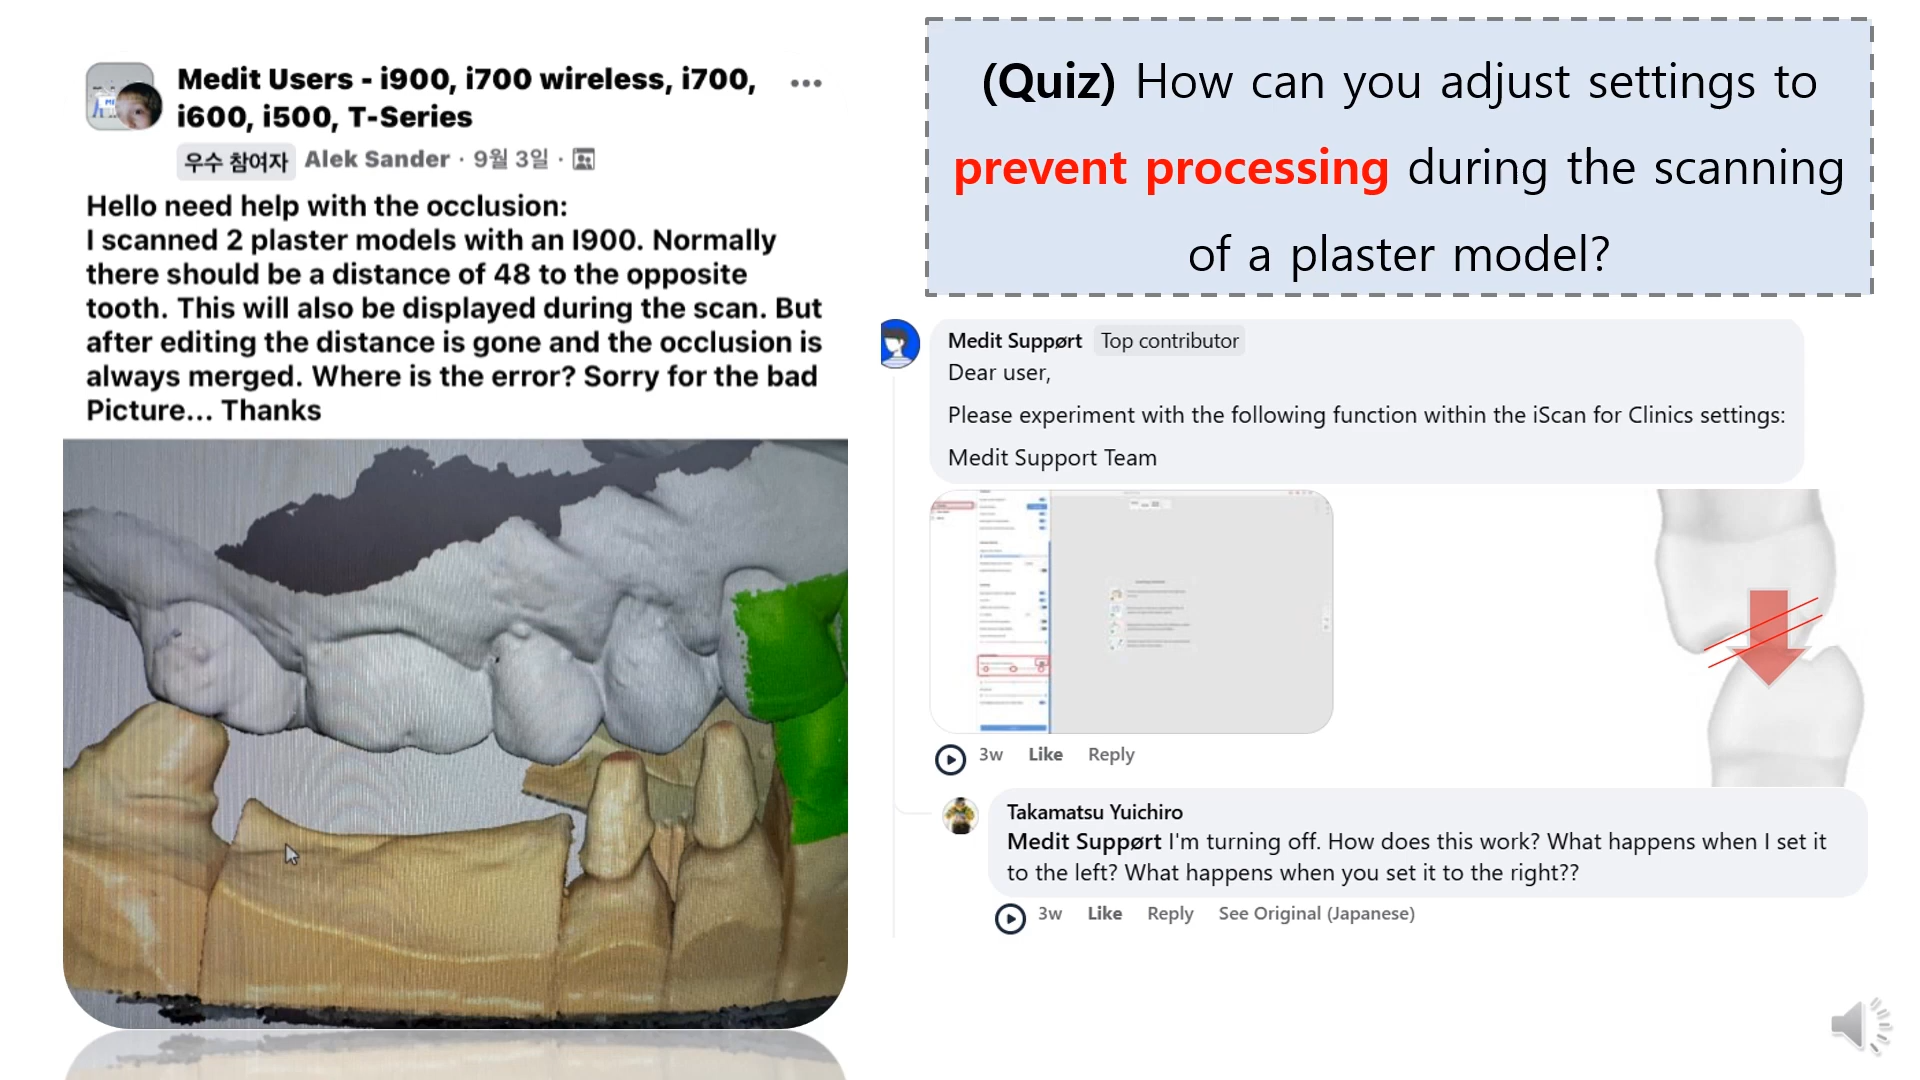 Medit Users - i900, i700 wireless, i700,
i600, i500, T-Series
우수 참여자 Alek Sander · 9월 3일 ·
Hello need help with the occlusion:
I scanned 2 plaster models with an I900. Normally
there should be a distance of 48 to the opposite
tooth. This will also be displayed during the scan. But
after editing the distance is gone and the occlusion is
always merged. Where is the error? Sorry for the bad
Picture... Thanks
(Quiz) How can you adjust settings to
prevent processing during the scanning
of a plaster model?
Medit Suppørt Top contributor
Dear user,
Please experiment with the following function within the iScan for Clinics settings:
Medit Support Team
3w Like Reply
Takamatsu Yuichiro
Medit Suppørt I'm turning off. How does this work? What happens when I set it
to the left? What happens when you set it to the right??
3w Like Reply See Original (Japanese)